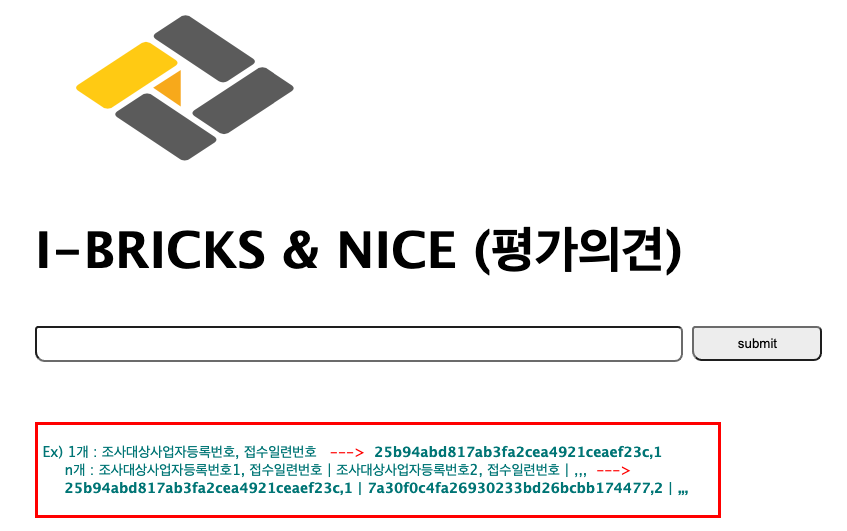 I-BRICKS & NICE (평가의견)
submit
Ex) 1개 : 조사대상사업자등록번호, 접수일련번호 ---> 25b94abd817ab3fa2cea4921ceaef23c,1
n개 : 조사대상사업자등록번호1, 접수일련번호 | 조사대상사업자등록번호2, 접수일련번호 | ,,, --->
25b94abd817ab3fa2cea4921ceaef23c,1 | 7a30f0c4fa26930233bd26bcbb174477,2 | ,,,